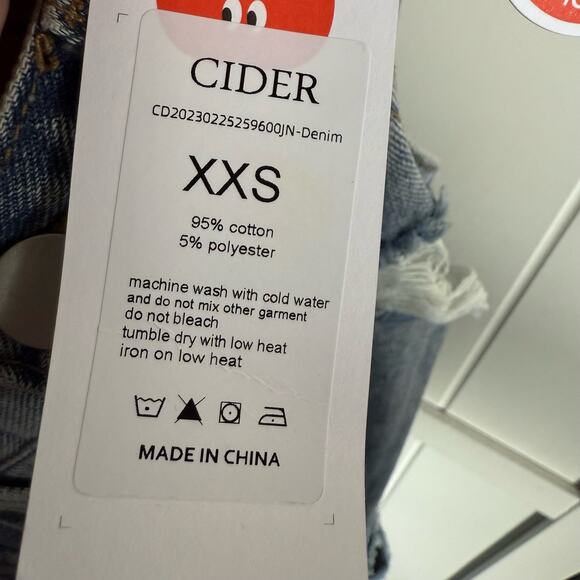 CIDER
CD20230225259600JN-Denim
XXS
95% cotton
5% polyester
machine wash with cold water
and do not mix other garment
do not bleach
tumble dry with low heat
iron on low heat
MADE IN CHINA